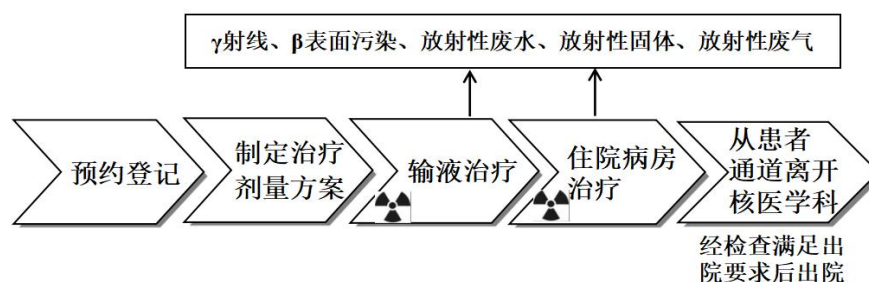 γ射线、β表面污染、放射性废水、放射性固体、放射性废气
预约登记
制定治疗
剂量方案
输液治疗
住院病房
治疗
从患者
通道离开
核医学科
经检查满足出
院要求后出院